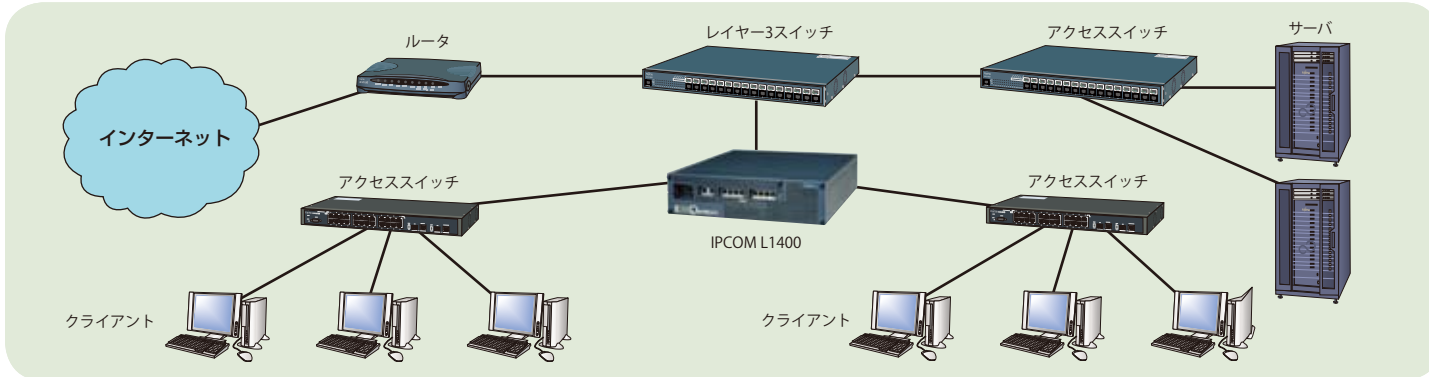 ルータ
レイヤー3スイッチ
アクセススイッチ
サーバ
インターネット
アクセススイッチ
アクセススイッチ
IPCOM L1400
クライアント
クライアント